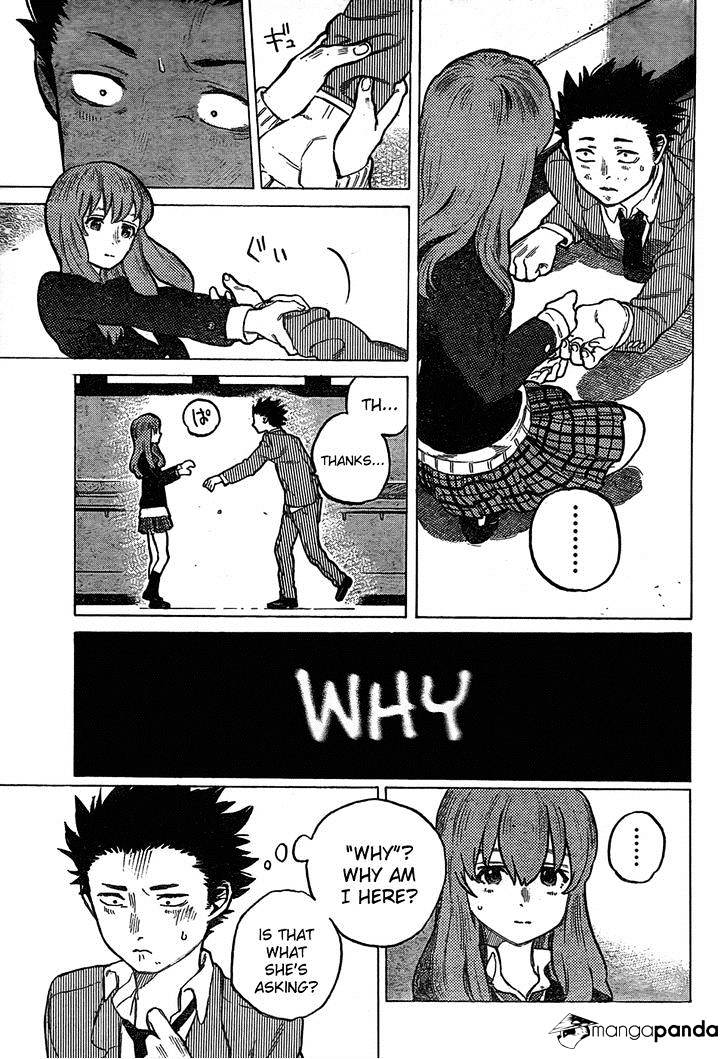 ………
ギュ
ぐい
TH...
THANKS...
ぱ
WHY
………
"WHY"?
WHY AM
I HERE?
IS THAT
WHAT
SHE'S
ASKING?
mangapanda